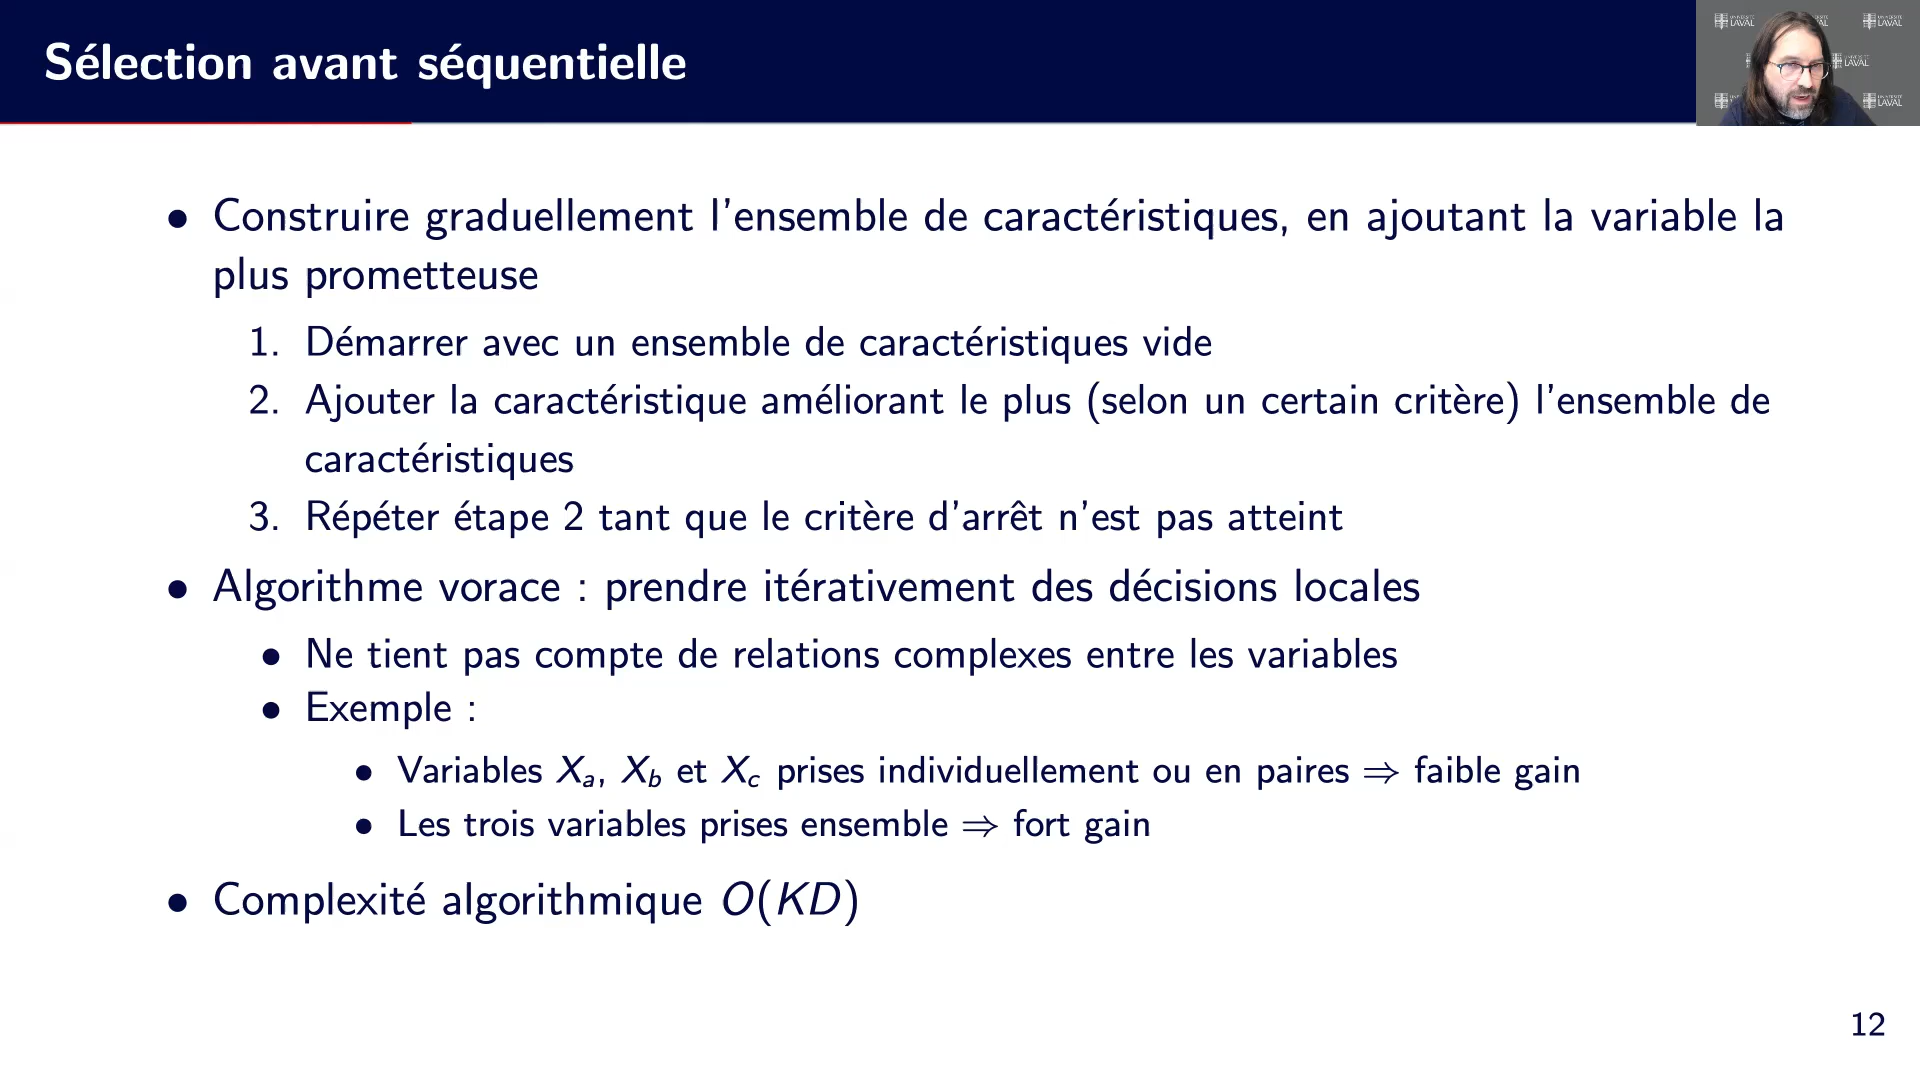 Sélection avant séquentielle
UNIVERSITÉ LAVAL
• Construire graduellement l'ensemble de caractéristiques, en ajoutant la variable la
plus prometteuse
1. Démarrer avec un ensemble de caractéristiques vide
2. Ajouter la caractéristique améliorant le plus (selon un certain critère) l'ensemble de
caractéristiques
3. Répéter étape 2 tant que le critère d'arrêt n'est pas atteint
• Algorithme vorace : prendre itérativement des décisions locales
• Ne tient pas compte de relations complexes entre les variables
• Exemple :
• Variables Xa, Xb et Xc prises individuellement ou en paires ⇒ faible gain
• Les trois variables prises ensemble ⇒ fort gain
• Complexité algorithmique O(KD)
12